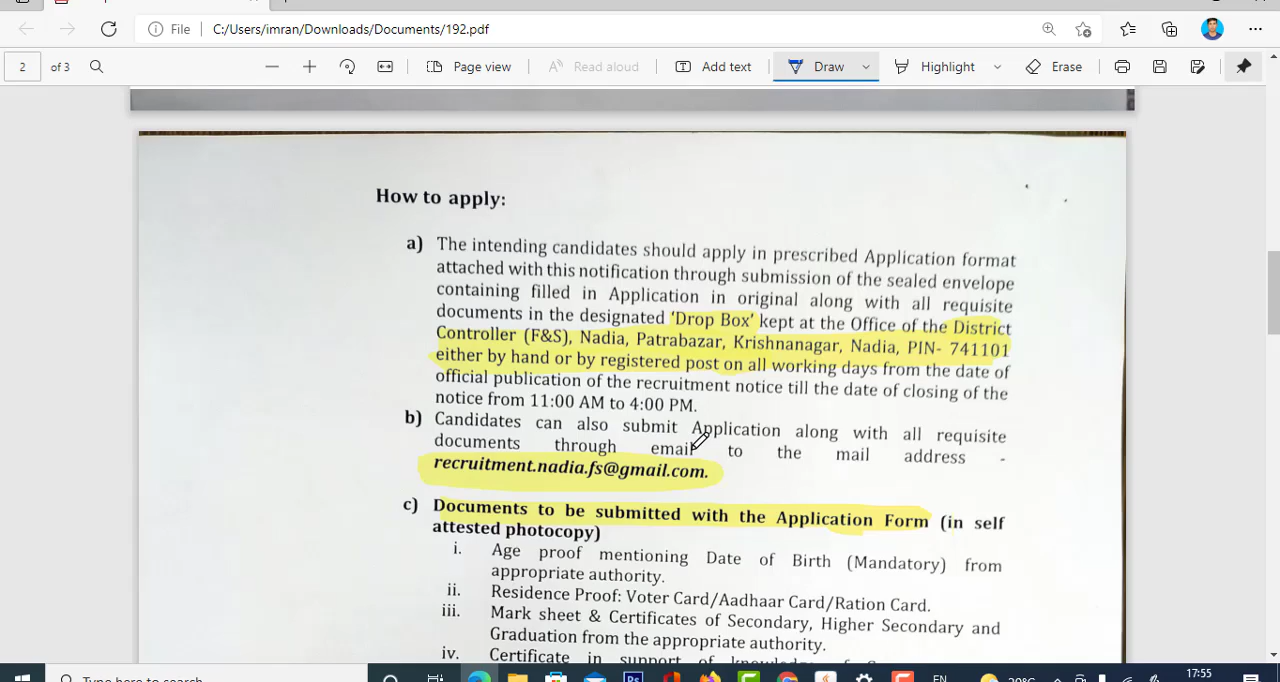 File C:/Users/imran/Downloads/Documents/192.pdf
2 of 3 Page view Read aloud Add text Draw Highlight Erase
How to apply:
a) The intending candidates should apply in prescribed Application format
attached with this notification through submission of the sealed envelope
containing filled in Application in original along with all requisite
documents in the designated 'Drop Box' kept at the Office of the District
Controller (F&S), Nadia, Patrabazar, Krishnanagar, Nadia, PIN- 741101
either by hand or by registered post on all working days from the date of
official publication of the recruitment notice till the date of closing of the
notice from 11:00 AM to 4:00 PM.
b) Candidates can also submit Application along with all requisite
documents through email to the mail address -
recruitment.nadia.fs@gmail.com.
c) Documents to be submitted with the Application Form (in self
attested photocopy)
i. Age proof mentioning Date of Birth (Mandatory) from
appropriate authority.
ii. Residence Proof: Voter Card/Aadhaar Card/Ration Card.
iii. Mark sheet & Certificates of Secondary, Higher Secondary and
Graduation from the appropriate authority.
iv. Certificate in support of knowledge of
Type here to search
EN
17:55